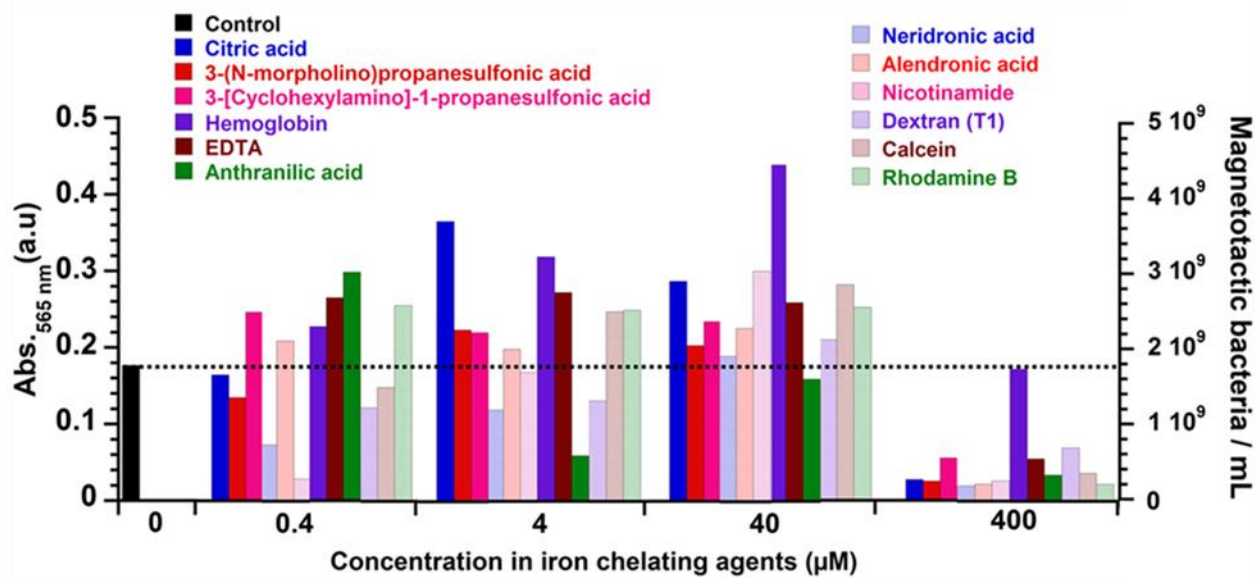 Control
Citric acid
3-(N-morpholino)propanesulfonic acid
3-[Cyclohexylamino]-1-propanesulfonic acid
Hemoglobin
EDTA
Anthranilic acid
Neridronic acid
Alendronic acid
Nicotinamide
Dextran (T1)
Calcein
Rhodamine B
Abs.565 nm(a.u)
0.5
0.4
0.3
0.2
0.1
0
5 10⁹
4 10⁹
3 10⁹
2 10⁹
1 10⁹
0
Magnetotactic bacteria / mL
0 0.4 4 40 400
Concentration in iron chelating agents (µM)